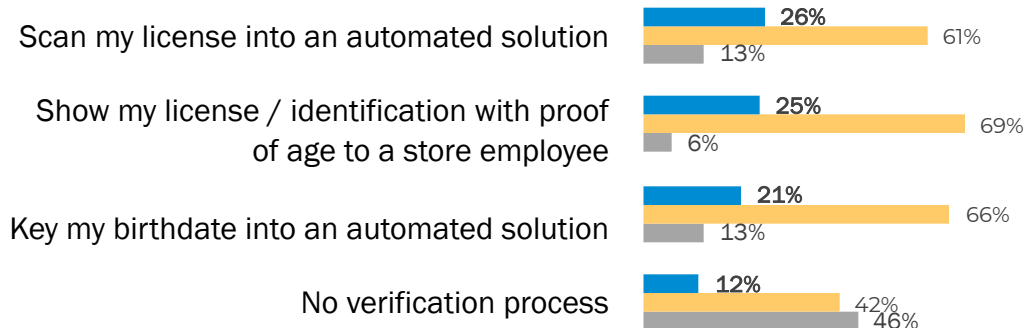 Scan my license into an automated solution
26%
61%
13%
Show my license / identification with proof
of age to a store employee
25%
69%
6%
Key my birthdate into an automated solution
21%
66%
13%
No verification process
12%
42%
46%